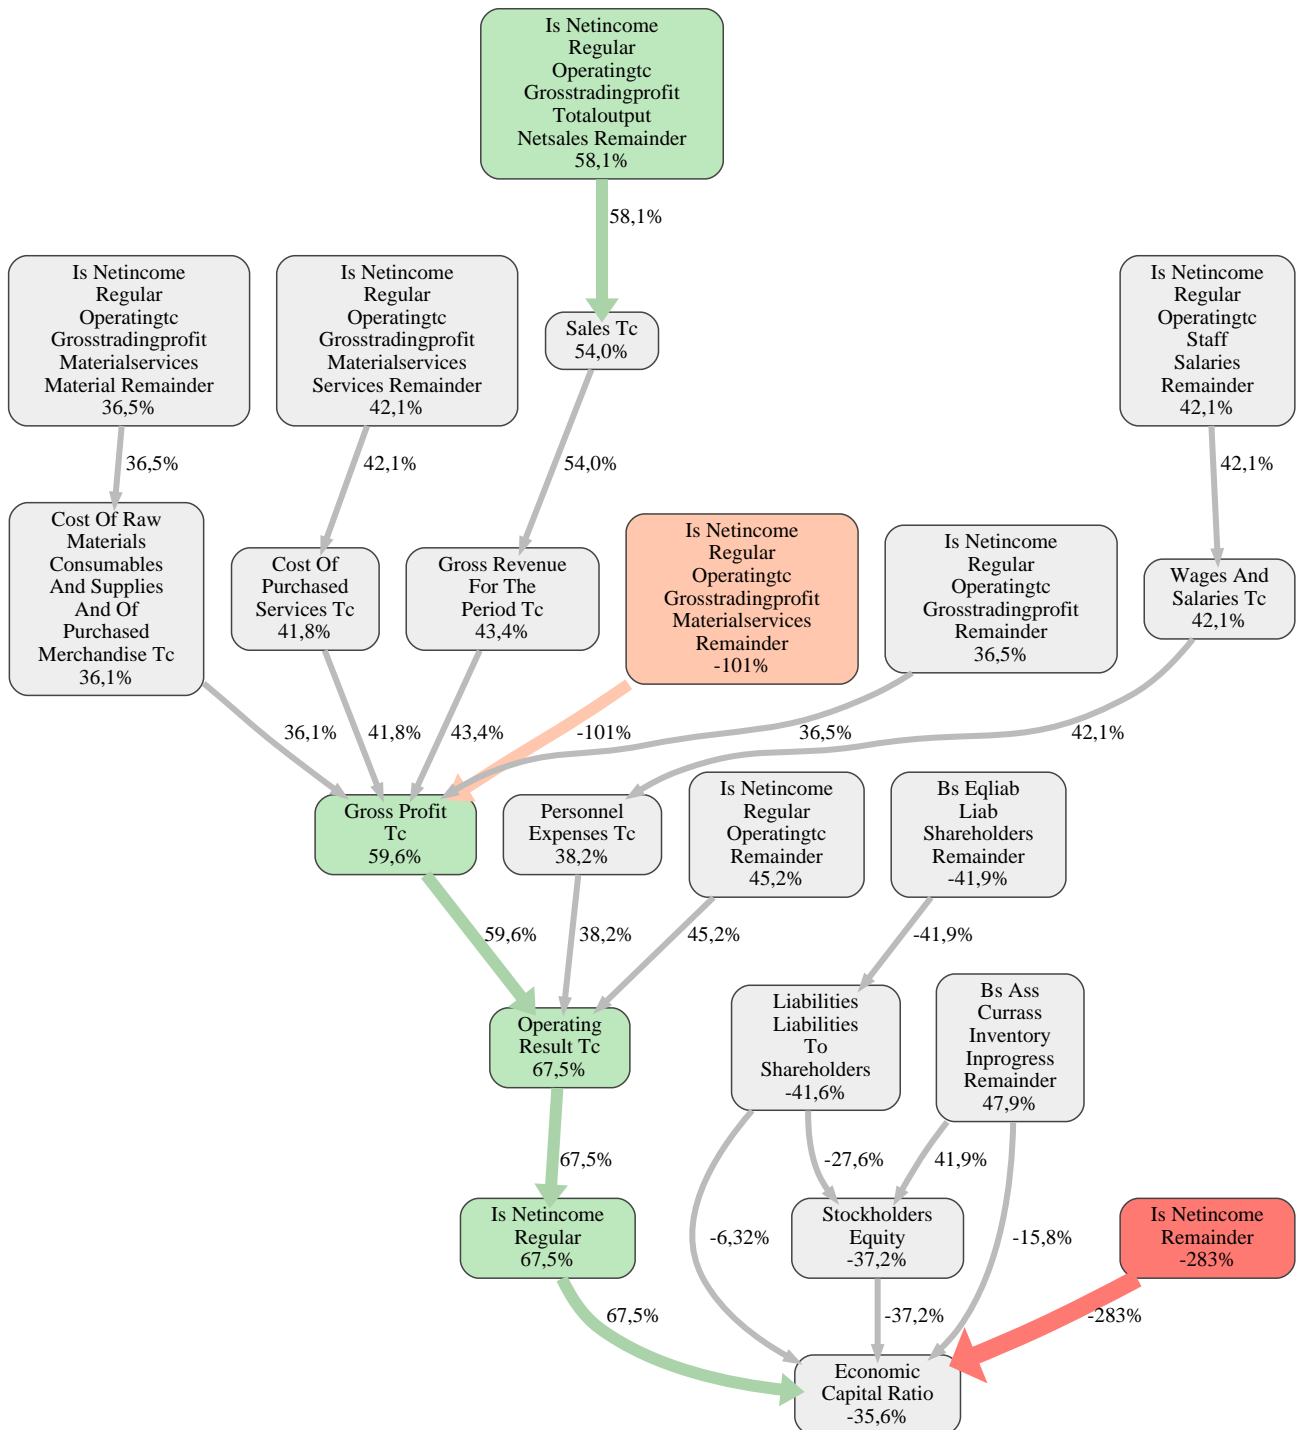 Is Netincome
Regular
Operatingtc
Grosstradingprofit
Totaloutput
Netsales Remainder
58,1%
58,1%
Is Netincome
Regular
Operatingtc
Grosstradingprofit
Materialservices
Material Remainder
36,5%
Is Netincome
Regular
Operatingtc
Grosstradingprofit
Materialservices
Services Remainder
42,1%
Sales Tc
54,0%
Is Netincome
Regular
Operatingtc
Staff
Salaries
Remainder
42,1%
36,5%
42,1%
54,0%
42,1%
Cost Of Raw
Materials
Consumables
And Supplies
And Of
Purchased
Merchandise Tc
36,1%
Cost Of
Purchased
Services Tc
41,8%
Gross Revenue
For The
Period Tc
43,4%
Is Netincome
Regular
Operatingtc
Grosstradingprofit
Materialservices
Remainder
-101%
Is Netincome
Regular
Operatingtc
Grosstradingprofit
Remainder
36,5%
Wages And
Salaries Tc
42,1%
36,1%
41,8%
43,4%
-101%
36,5%
42,1%
Gross Profit
Tc
59,6%
Personnel
Expenses Tc
38,2%
Is Netincome
Regular
Operatingtc
Remainder
45,2%
Bs Eqliab
Liab
Shareholders
Remainder
-41,9%
59,6%
38,2%
45,2%
-41,9%
Operating
Result Tc
67,5%
Liabilities
Liabilities
To
Shareholders
-41,6%
Bs Ass
Currass
Inventory
Inprogress
Remainder
47,9%
67,5%
-27,6%
41,9%
Is Netincome
Regular
67,5%
-6,32%
Stockholders
Equity
-37,2%
-15,8%
Is Netincome
Remainder
-283%
67,5%
-37,2%
-283%
Economic
Capital Ratio
-35,6%